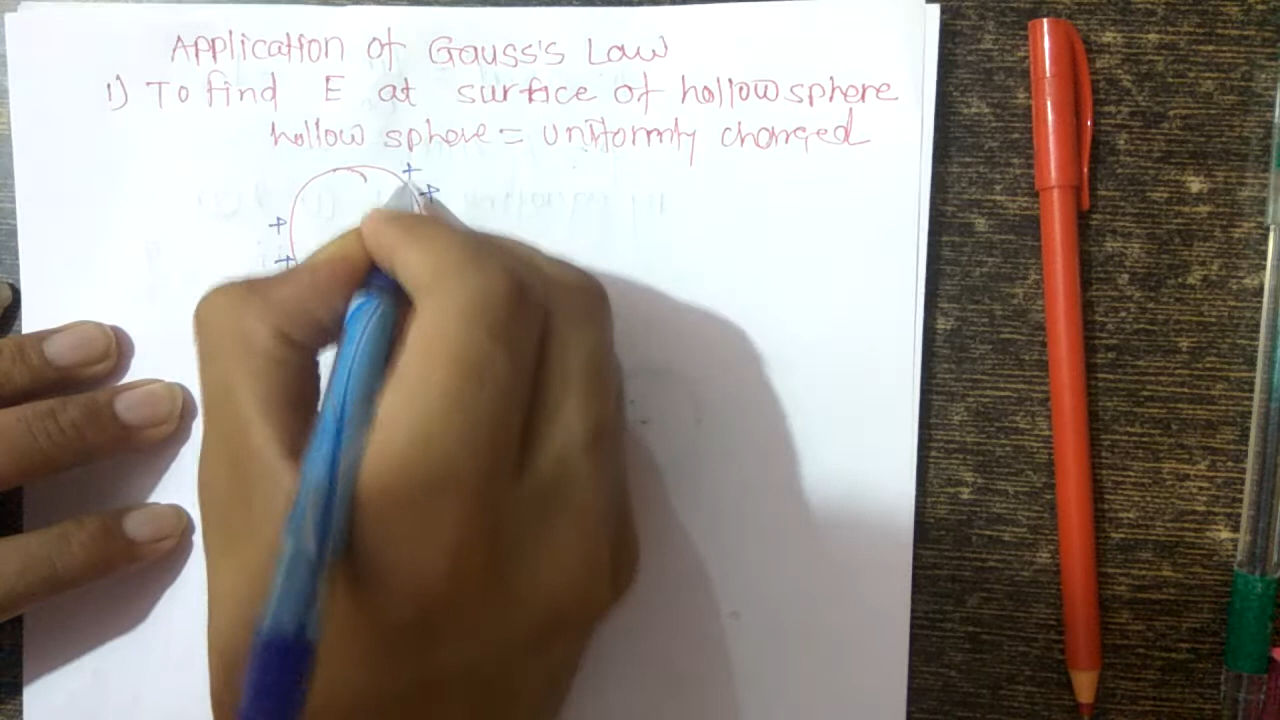 Application of Gauss's Law
1) To find E at surface of hollow sphere
hollow sphere = uniformly charged
+
+
+
+